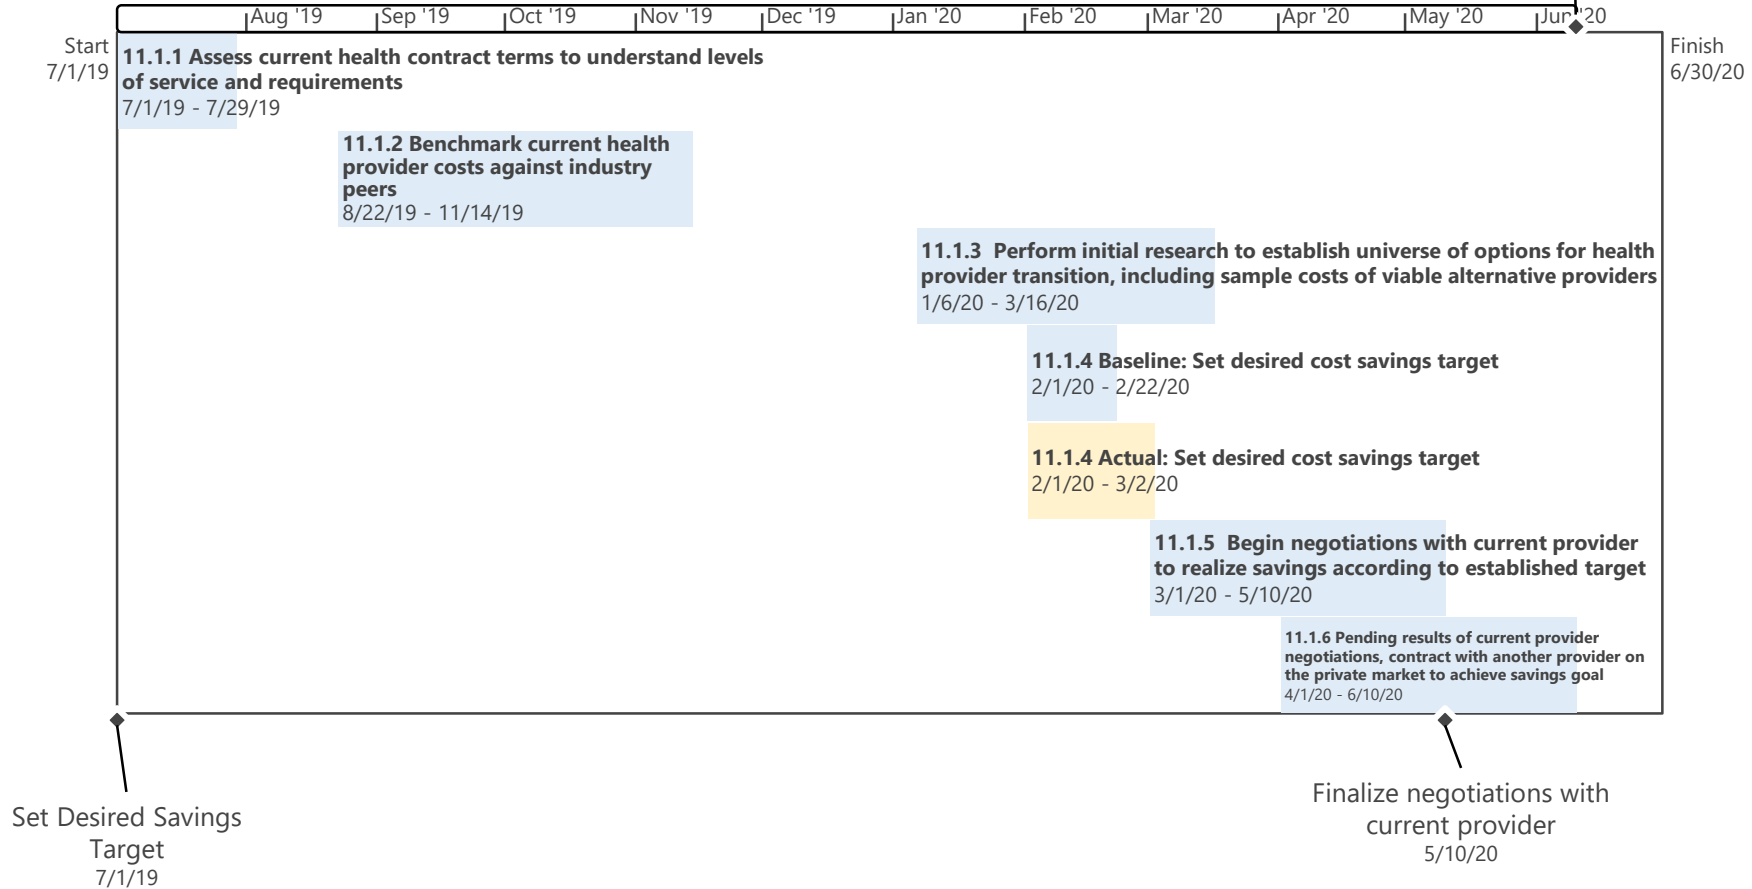 Aug '19 Sep '19 Oct '19 Nov '19 Dec '19 Jan '20 Feb '20 Mar '20 Apr '20 May '20 Jun '20
Start
7/1/19
Finish
6/30/20
11.1.1 Assess current health contract terms to understand levels
of service and requirements
7/1/19 - 7/29/19
11.1.2 Benchmark current health
provider costs against industry
peers
8/22/19 - 11/14/19
11.1.3 Perform initial research to establish universe of options for health
provider transition, including sample costs of viable alternative providers
1/6/20 - 3/16/20
11.1.4 Baseline: Set desired cost savings target
2/1/20 - 2/22/20
11.1.4 Actual: Set desired cost savings target
2/1/20 - 3/2/20
11.1.5 Begin negotiations with current provider
to realize savings according to established target
3/1/20 - 5/10/20
11.1.6 Pending results of current provider
negotiations, contract with another provider on
the private market to achieve savings goal
4/1/20 - 6/10/20
Set Desired Savings
Target
7/1/19
Finalize negotiations with
current provider
5/10/20